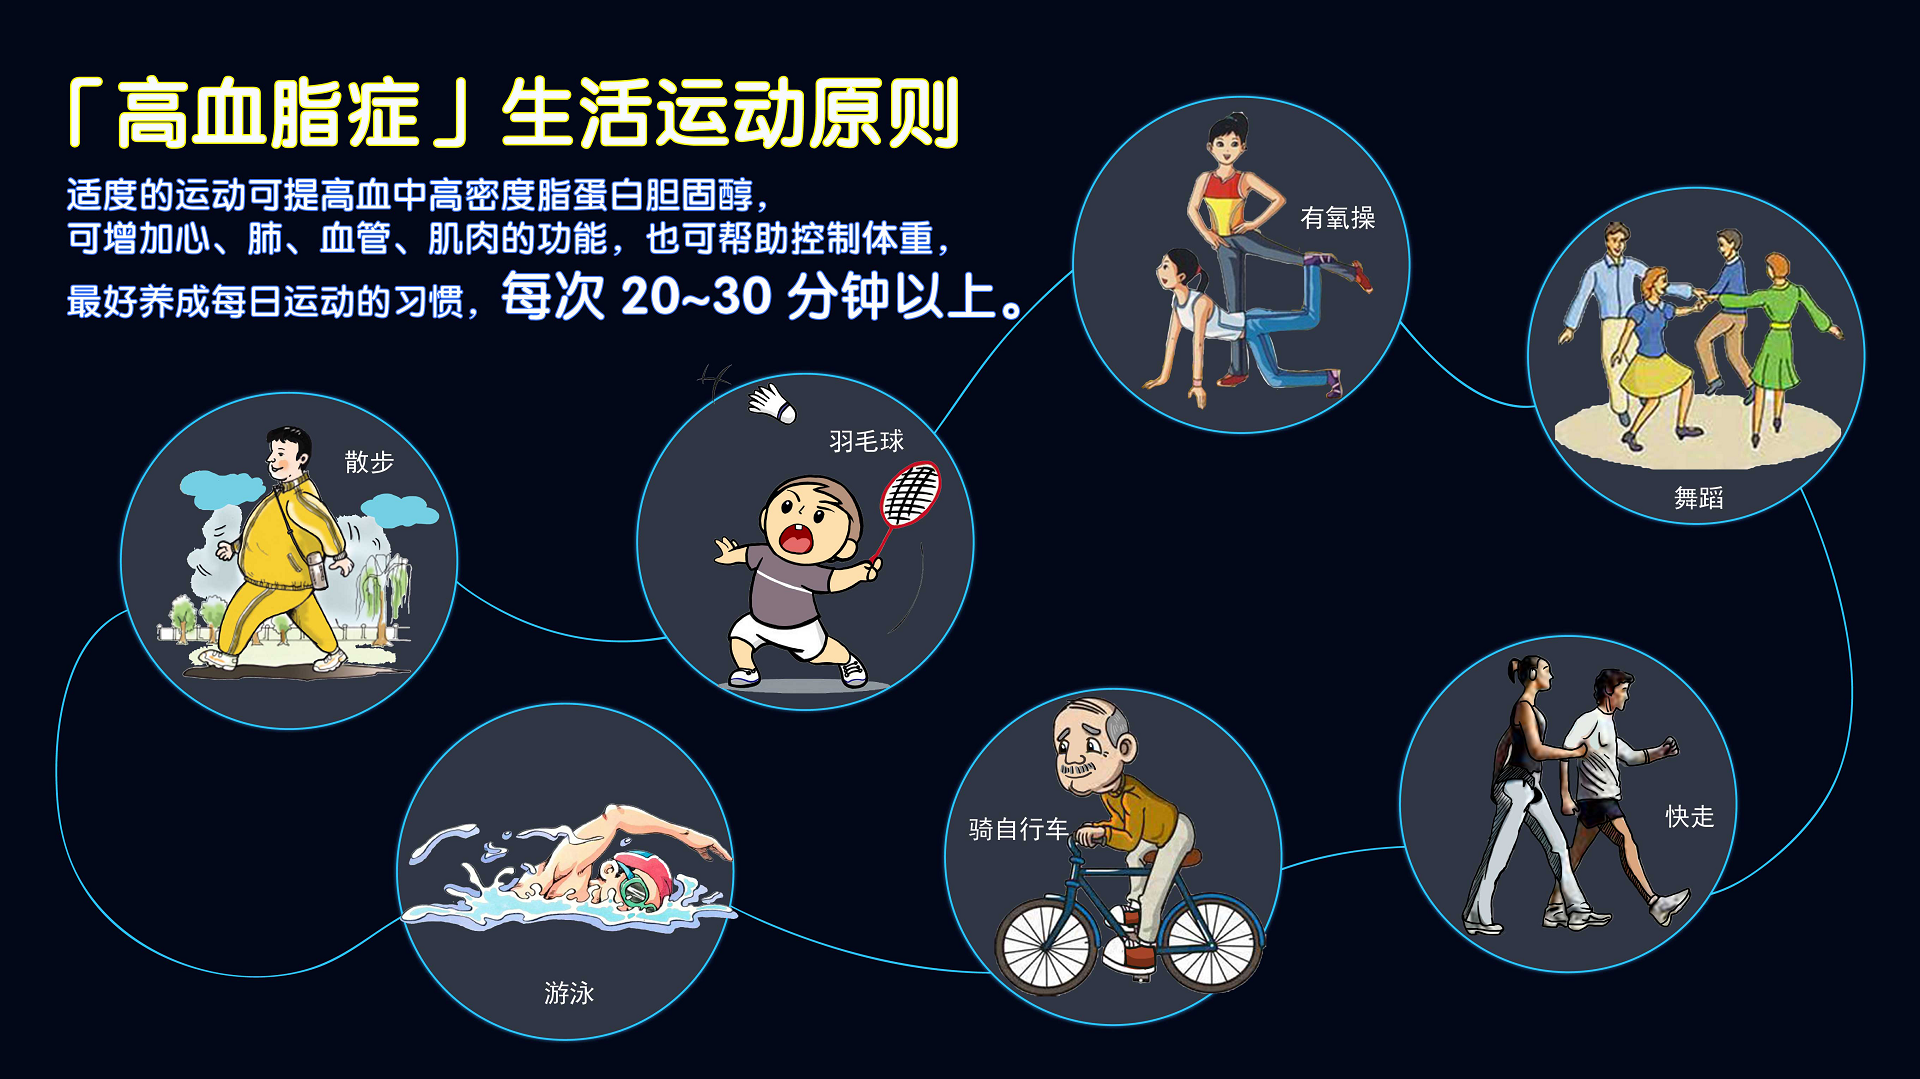 「高血脂症」生活运动原则
适度的运动可提高血中高密度脂蛋白胆固醇，
可增加心、肺、血管、肌肉的功能，也可帮助控制体重，
最好养成每日运动的习惯，每次 20~30 分钟以上。
有氧操
舞蹈
羽毛球
散步
快走
骑自行车
游泳